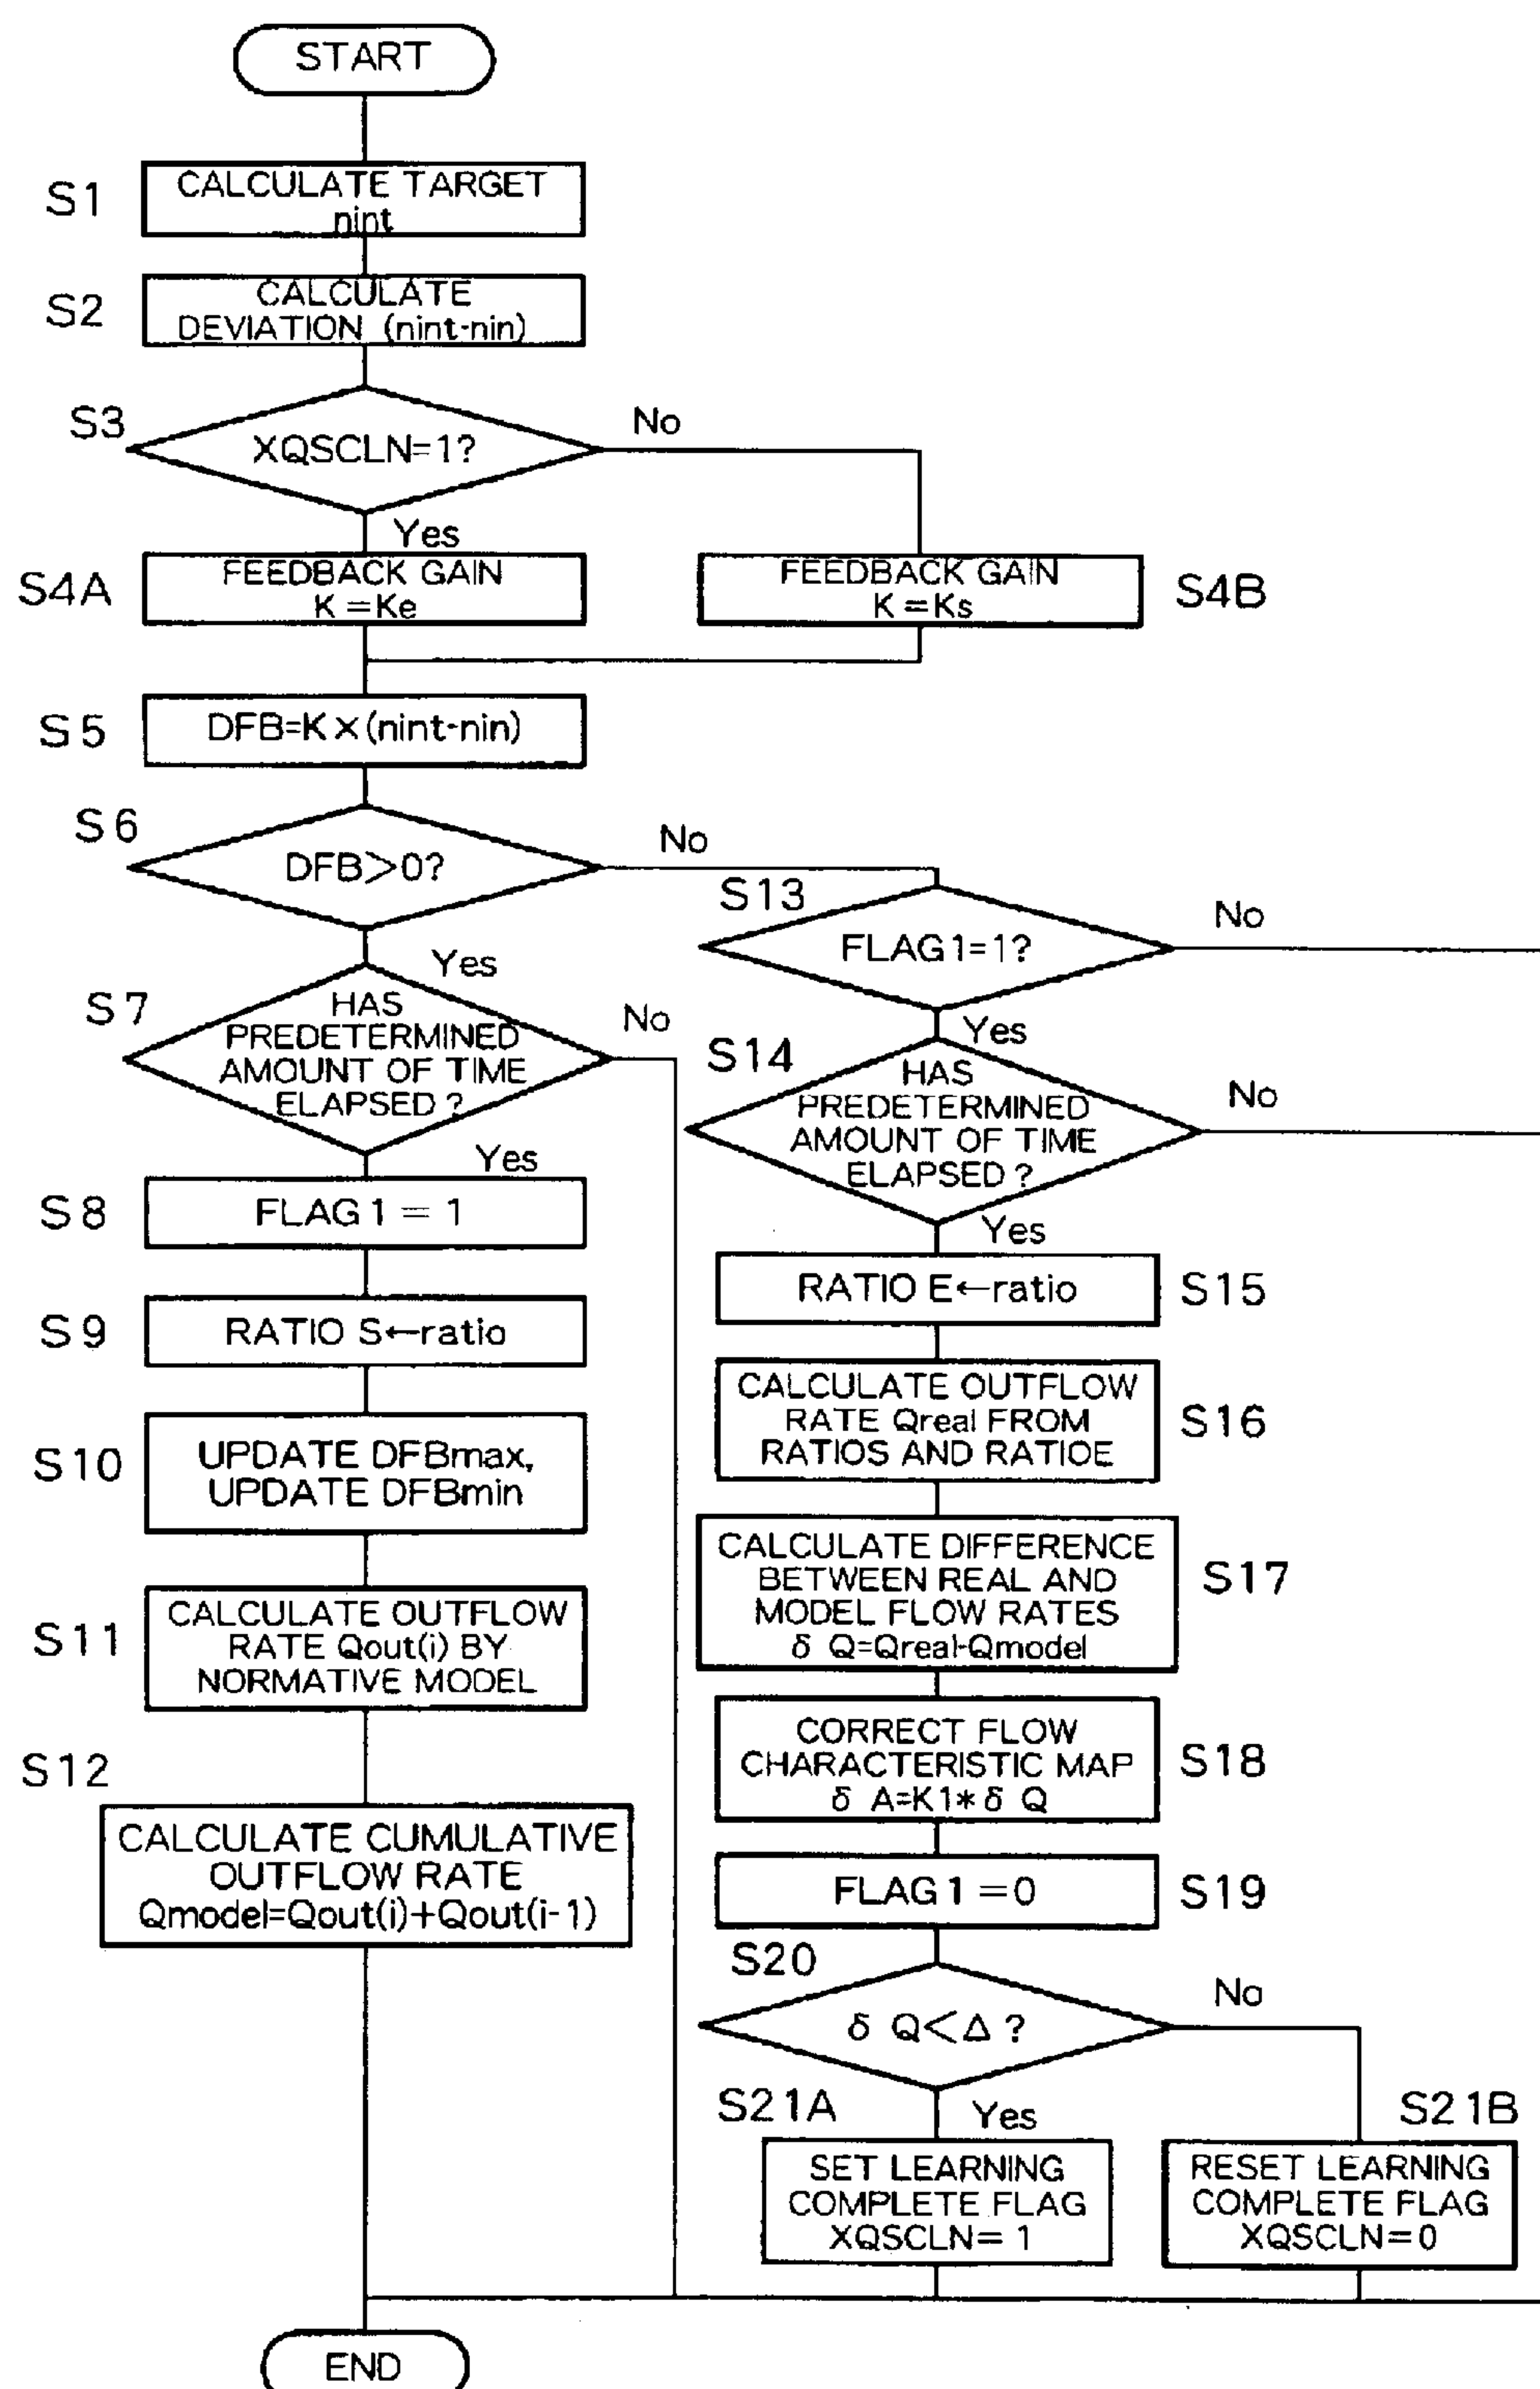 START
S1
CALCULATE TARGET
nint
S2
CALCULATE
DEVIATION (nint-nin)
S3
XQSCLN=1?
No
Yes
S4A
FEEDBACK GAIN
K=Ke
FEEDBACK GAIN
K=Ks
S4B
S5
DFB=K×(nint-nin)
S6
DFB>0?
No
Yes
S7
HAS
PREDETERMINED
AMOUNT OF TIME
ELAPSED?
No
Yes
S8
FLAG1=1
S9
RATIO S←ratio
S10
UPDATE DFBmax,
UPDATE DFBmin
S11
CALCULATE OUTFLOW
RATE Qout(i) BY
NORMATIVE MODEL
S12
CALCULATE CUMULATIVE
OUTFLOW RATE
Qmodel=Qout(i)+Qout(i-1)
S13
FLAG1=1?
No
Yes
S14
HAS
PREDETERMINED
AMOUNT OF TIME
ELAPSED?
No
Yes
RATIO E←ratio
S15
CALCULATE OUTFLOW
RATE Qreal FROM
RATIOS AND RATIOE
S16
CALCULATE DIFFERENCE
BETWEEN REAL AND
MODEL FLOW RATES
δ Q=Qreal-Qmodel
S17
CORRECT FLOW
CHARACTERISTIC MAP
δ A=K1*δ Q
S18
FLAG1=0
S19
S20
δ Q<Δ?
No
Yes
S21A
SET LEARNING
COMPLETE FLAG
XQSCLN=1
S21B
RESET LEARNING
COMPLETE FLAG
XQSCLN=0
END